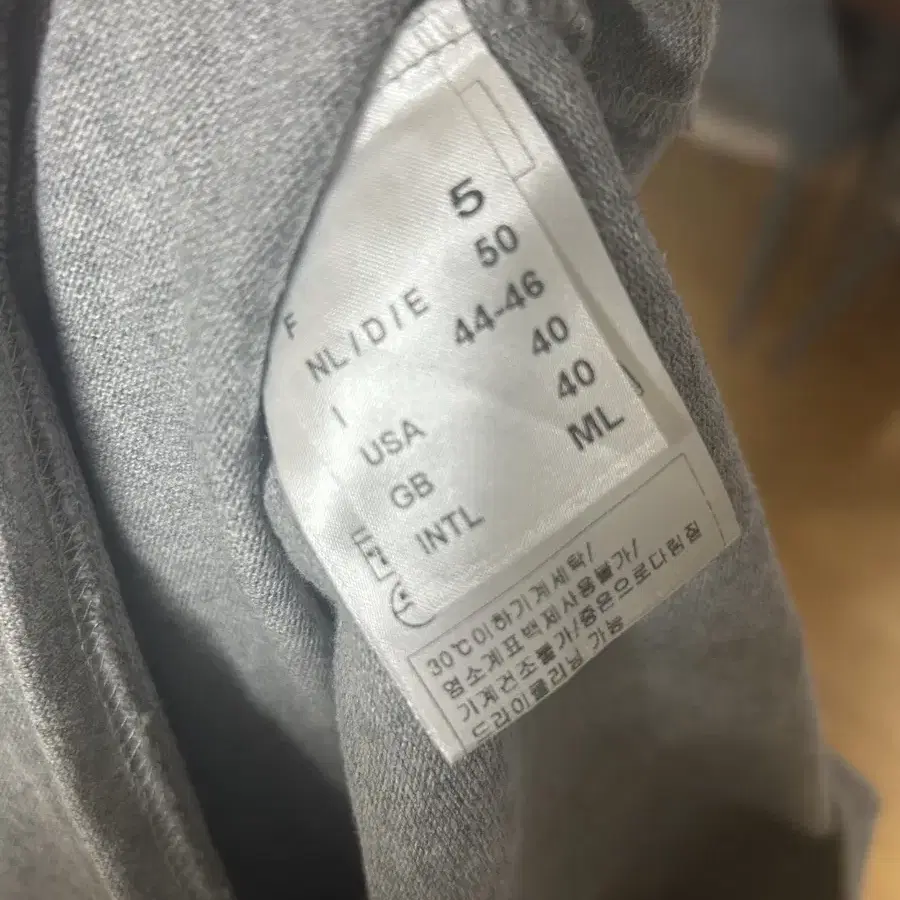 F 5
NL/D/E 50
I 44-46
USA 40
GB 40
INTL ML
30℃이하기계세탁/
염소계표백제사용불가/
기계건조불가/중온으로다림질
드라이클리닝 가능